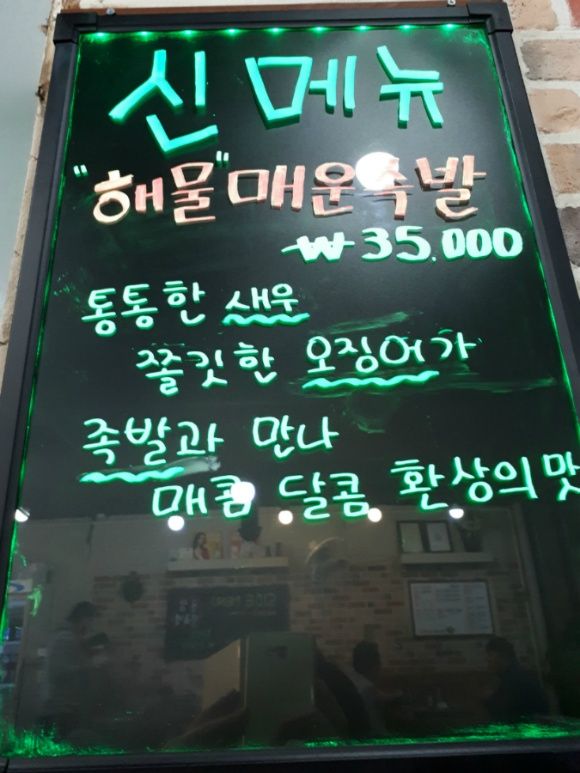 신메뉴
"해물"매운족발
₩35.000
통통한 새우
쫄깃한 오징어가
족발과 만나
매콤 달콤 환상의맛